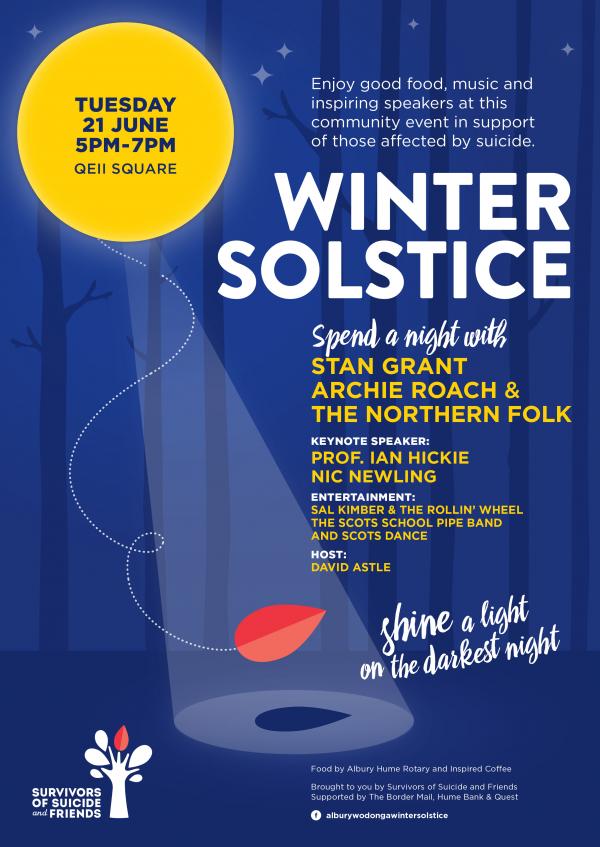 TUESDAY
21 JUNE
5PM-7PM
QEII SQUARE
Enjoy good food, music and
inspiring speakers at this
community event in support
of those affected by suicide.
WINTER
SOLSTICE
Spend a night with
STAN GRANT
ARCHIE ROACH &
THE NORTHERN FOLK
KEYNOTE SPEAKER:
PROF. IAN HICKIE
NIC NEWLING
ENTERTAINMENT:
SAL KIMBER & THE ROLLIN' WHEEL
THE SCOTS SCHOOL PIPE BAND
AND SCOTS DANCE
HOST:
DAVID ASTLE
shine a light
on the darkest night
SURVIVORS
OF SUICIDE
and FRIENDS
Food by Albury Hume Rotary and Inspired Coffee
Brought to you by Survivors of Suicide and Friends
Supported by The Border Mail, Hume Bank & Quest
f alburywodongawintersolstice